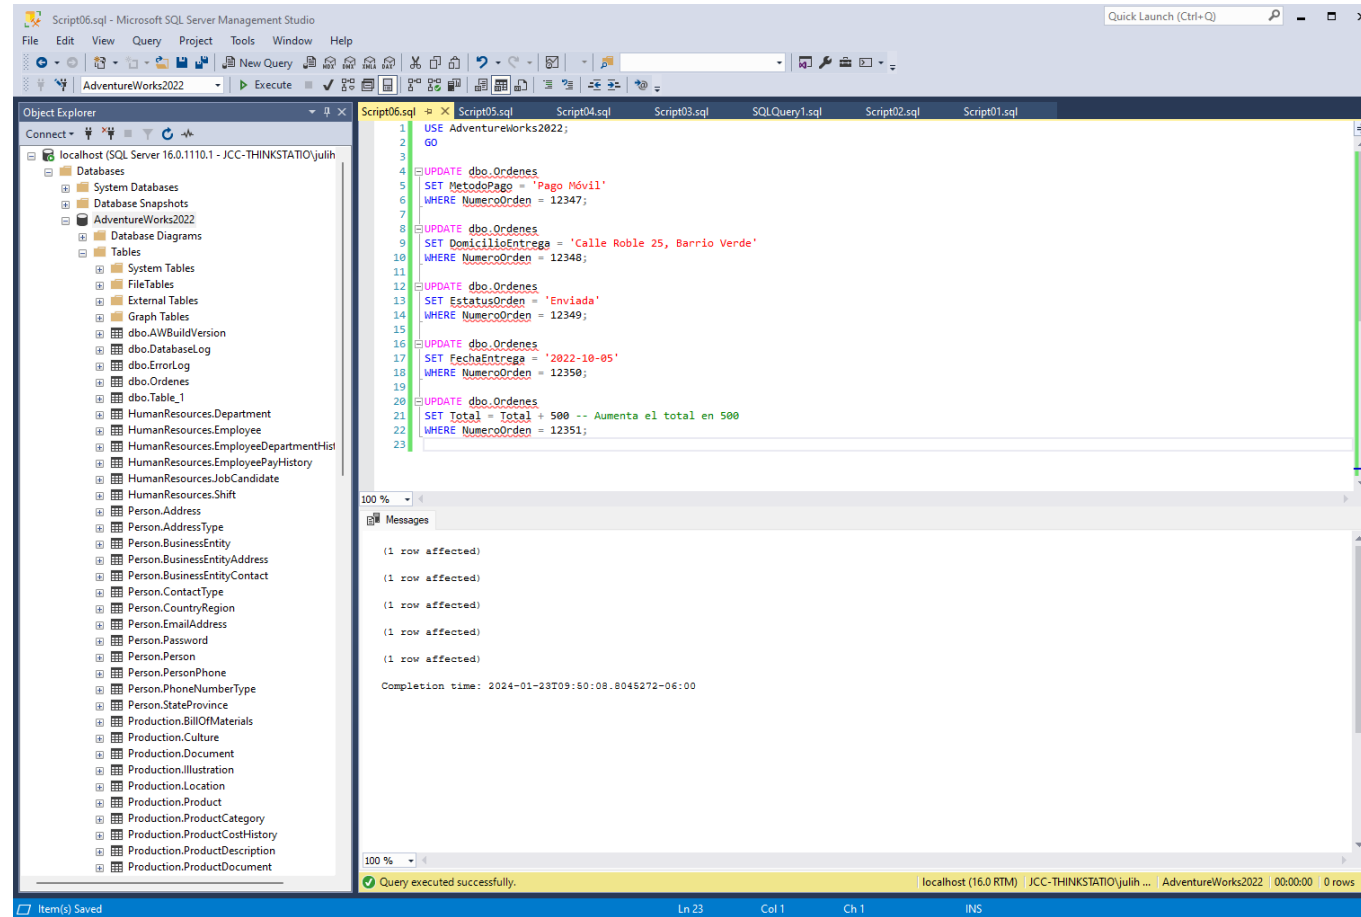 Script06.sql - Microsoft SQL Server Management Studio
Quick Launch (Ctrl+Q)
File Edit View Query Project Tools Window Help
New Query
AdventureWorks2022 Execute
Object Explorer
Connect
localhost (SQL Server 16.0.1110.1 - JCC-THINKSTATIO\julih
Databases
System Databases
Database Snapshots
AdventureWorks2022
Database Diagrams
Tables
System Tables
FileTables
External Tables
Graph Tables
dbo.AWBuildVersion
dbo.DatabaseLog
dbo.ErrorLog
dbo.Ordenes
dbo.Table_1
HumanResources.Department
HumanResources.Employee
HumanResources.EmployeeDepartmentHist
HumanResources.EmployeePayHistory
HumanResources.JobCandidate
HumanResources.Shift
Person.Address
Person.AddressType
Person.BusinessEntity
Person.BusinessEntityAddress
Person.BusinessEntityContact
Person.ContactType
Person.CountryRegion
Person.EmailAddress
Person.Password
Person.Person
Person.PersonPhone
Person.PhoneNumberType
Person.StateProvince
Production.BillOfMaterials
Production.Culture
Production.Document
Production.Illustration
Production.Location
Production.Product
Production.ProductCategory
Production.ProductCostHistory
Production.ProductDescription
Production.ProductDocument
Script06.sql Script05.sql Script04.sql Script03.sql SQLQuery1.sql Script02.sql Script01.sql
1 USE AdventureWorks2022;
2 GO
3
4 UPDATE dbo.Ordenes
5 SET MetodoPago = 'Pago Móvil'
6 WHERE NumeroOrden = 12347;
7
8 UPDATE dbo.Ordenes
9 SET DomicilioEntrega = 'Calle Roble 25, Barrio Verde'
10 WHERE NumeroOrden = 12348;
11
12 UPDATE dbo.Ordenes
13 SET EstatusOrden = 'Enviada'
14 WHERE NumeroOrden = 12349;
15
16 UPDATE dbo.Ordenes
17 SET FechaEntrega = '2022-10-05'
18 WHERE NumeroOrden = 12350;
19
20 UPDATE dbo.Ordenes
21 SET Total = Total + 500 -- Aumenta el total en 500
22 WHERE NumeroOrden = 12351;
23
100 %
Messages
(1 row affected)
(1 row affected)
(1 row affected)
(1 row affected)
(1 row affected)
Completion time: 2024-01-23T09:50:08.8045272-06:00
100 %
Query executed successfully. localhost (16.0 RTM) JCC-THINKSTATIO\julih ... AdventureWorks2022 00:00:00 0 rows
Item(s) Saved Ln 23 Col 1 Ch 1 INS